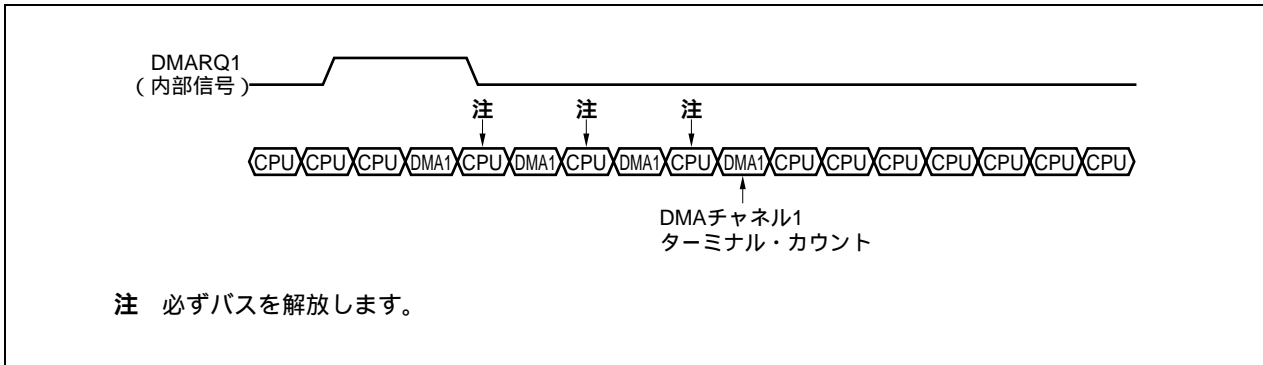 DMARQ1
（内部信号）
注 注 注
CPU CPU CPU DMA1 CPU DMA1 CPU DMA1 CPU DMA1 CPU CPU CPU CPU CPU CPU CPU
DMAチャネル1
ターミナル・カウント
注 必ずバスを解放します。